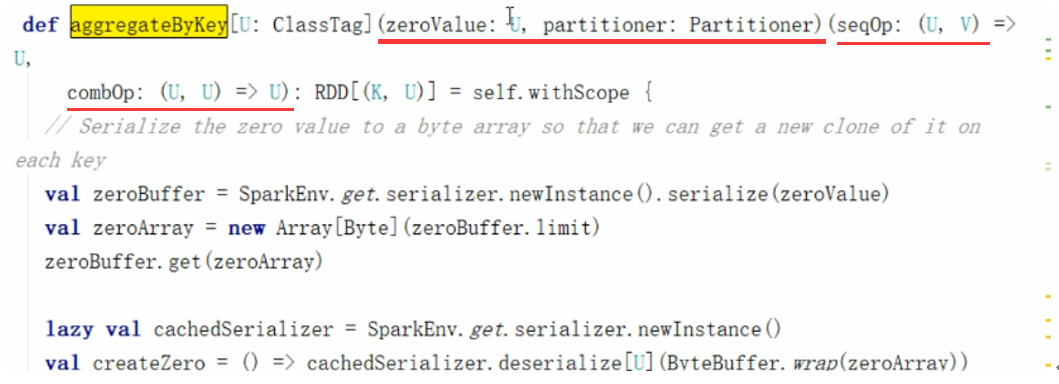 def aggregateByKey[U: ClassTag](zeroValue: U, partitioner: Partitioner)(seqOp: (U, V) =>
U,
combOp: (U, U) => U): RDD[(K, U)] = self.withScope {
// Serialize the zero value to a byte array so that we can get a new clone of it on
each key
val zeroBuffer = SparkEnv.get.serializer.newInstance().serialize(zeroValue)
val zeroArray = new Array[Byte](zeroBuffer.limit)
zeroBuffer.get(zeroArray)
lazy val cachedSerializer = SparkEnv.get.serializer.newInstance()
val createZero = () => cachedSerializer.deserialize[U](ByteBuffer.wrap(zeroArray))